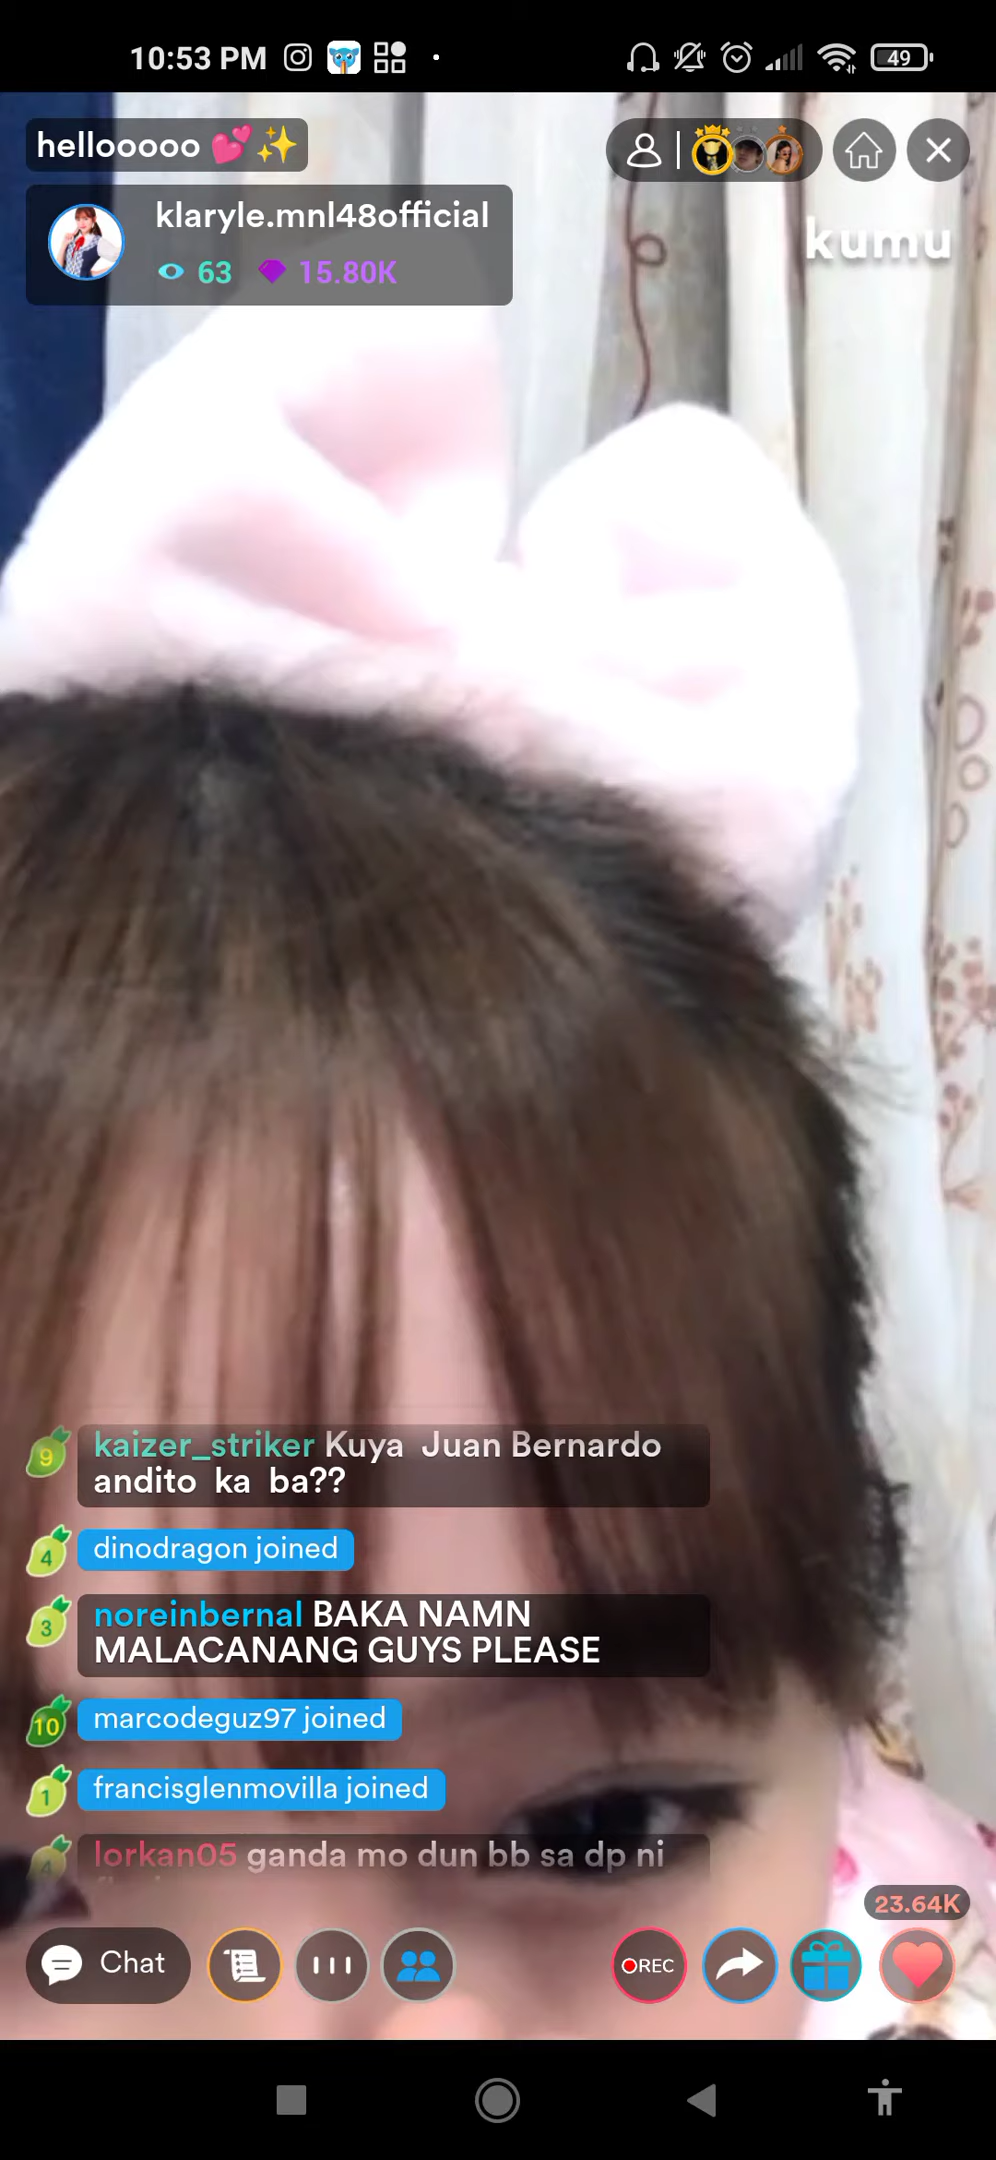 10:53 PM
49
hellooooo 💕✨
klaryle.mnl48official
63 15.80K
kumu
9
kaizer_striker Kuya Juan Bernardo
andito ka ba??
4
dinodragon joined
3
noreinbernal BAKA NAMN
MALACANANG GUYS PLEASE
10
marcodeguz97 joined
1
francisglenmovilla joined
4
lorkan05 ganda mo dun bb sa dp ni
23.64K
Chat
REC